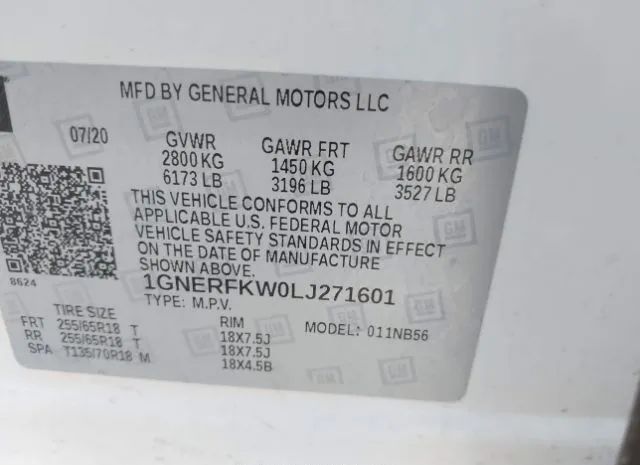 MFD BY GENERAL MOTORS LLC
07/20
GVWR
2800 KG
6173 LB
GAWR FRT
1450 KG
3196 LB
GAWR RR
1600 KG
3527 LB
THIS VEHICLE CONFORMS TO ALL
APPLICABLE U.S. FEDERAL MOTOR
VEHICLE SAFETY STANDARDS IN EFFECT
ON THE DATE OF MANUFACTURE
SHOWN ABOVE.
8624
1GNERFKW0LJ271601
TYPE: M.P.V.
MODEL: 011NB56
TIRE SIZE
RIM
FRT 255/65R18 T 18X7.5J
RR 255/65R18 T 18X7.5J
SPA T135/70R18 M 18X4.5B
GM